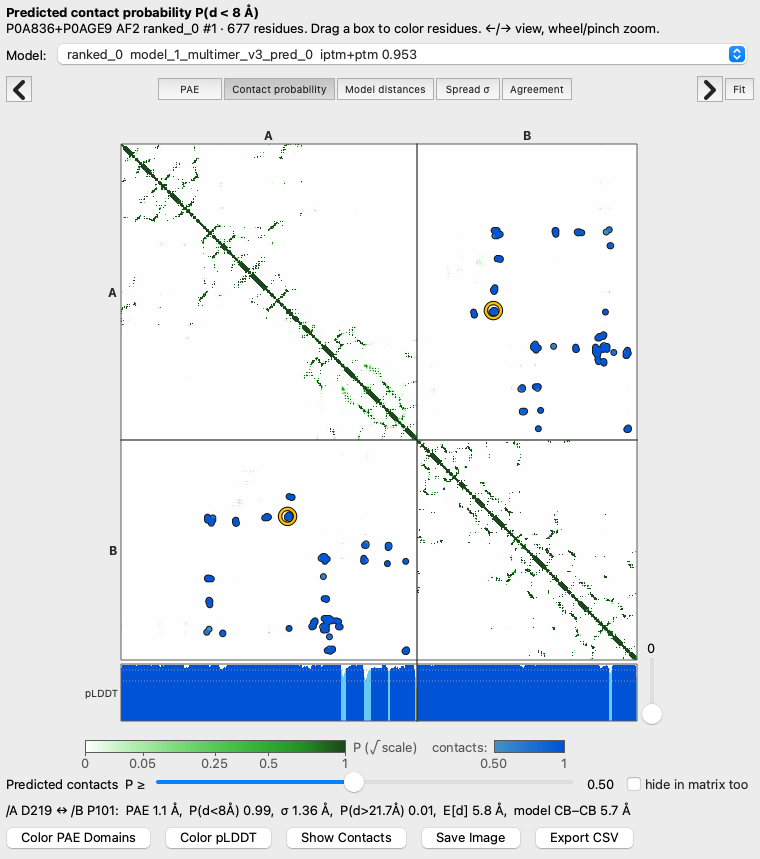 Predicted contact probability P(d < 8 Å)
P0A836+P0AGE9 AF2 ranked_0 #1 · 677 residues. Drag a box to color residues. ←/→ view, wheel/pinch zoom.
Model: ranked_0 model_1_multimer_v3_pred_0 iptm+ptm 0.953
PAE Contact probability Model distances Spread σ Agreement Fit
A B
A
B
0
pLDDT
P (√scale) contacts:
0 0.05 0.25 0.5 1 0.50 1
Predicted contacts P ≥ 0.50 hide in matrix too
/A D219 ↔ /B P101: PAE 1.1 Å, P(d<8Å) 0.99, σ 1.36 Å, P(d>21.7Å) 0.01, E[d] 5.8 Å, model CB–CB 5.7 Å
Color PAE Domains Color pLDDT Show Contacts Save Image Export CSV